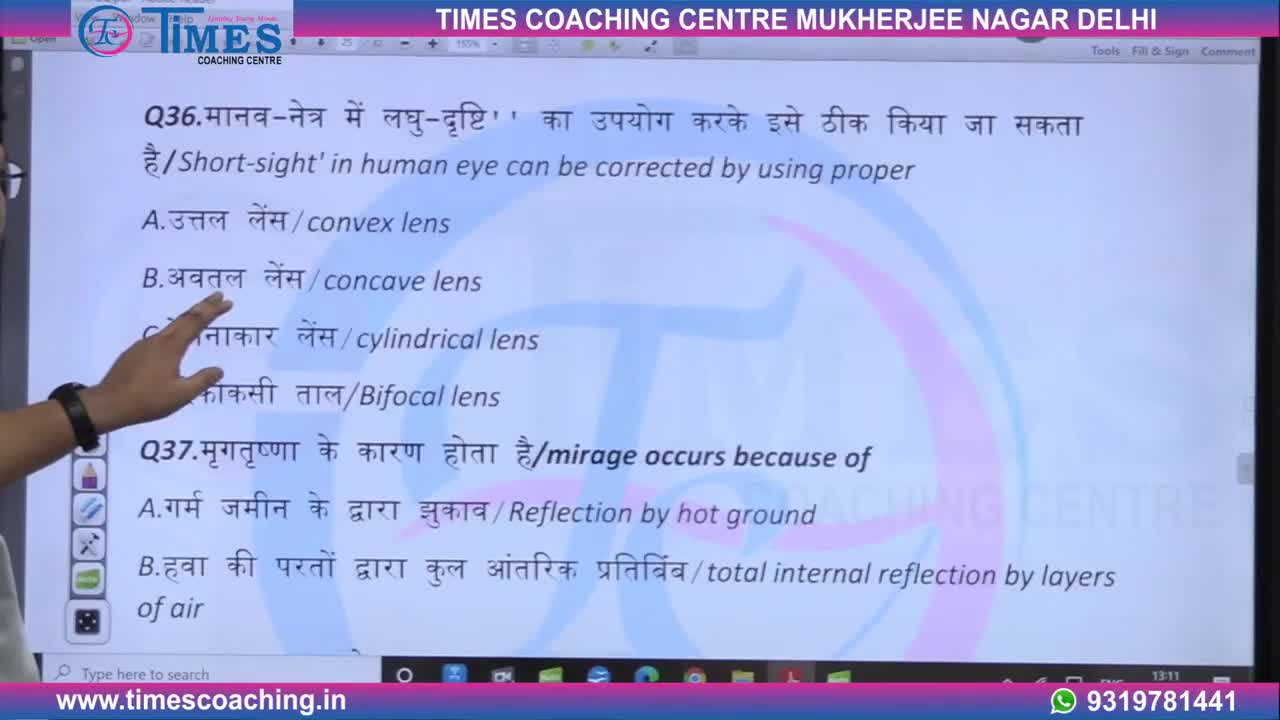 TIMES COACHING CENTRE MUKHERJEE NAGAR DELHI
TIMES
COACHING CENTRE
Tools Fill & Sign Comment
Q36.मानव-नेत्र में लघु-दृष्टि'' का उपयोग करके इसे ठीक किया जा सकता
है/Short-sight' in human eye can be corrected by using proper
A.उत्तल लेंस/convex lens
B.अवतल लेंस/concave lens
लेंस/cylindrical lens
ताल/Bifocal lens
Q37.मृगतृष्णा के कारण होता है/mirage occurs because of
A.गर्म जमीन के द्वारा झुकाव/Reflection by hot ground
B.हवा की परतों द्वारा कुल आंतरिक प्रतिबिंब/total internal reflection by layers
of air
COACHING CENTRE
Type here to search
13:11
www.timescoaching.in
9319781441